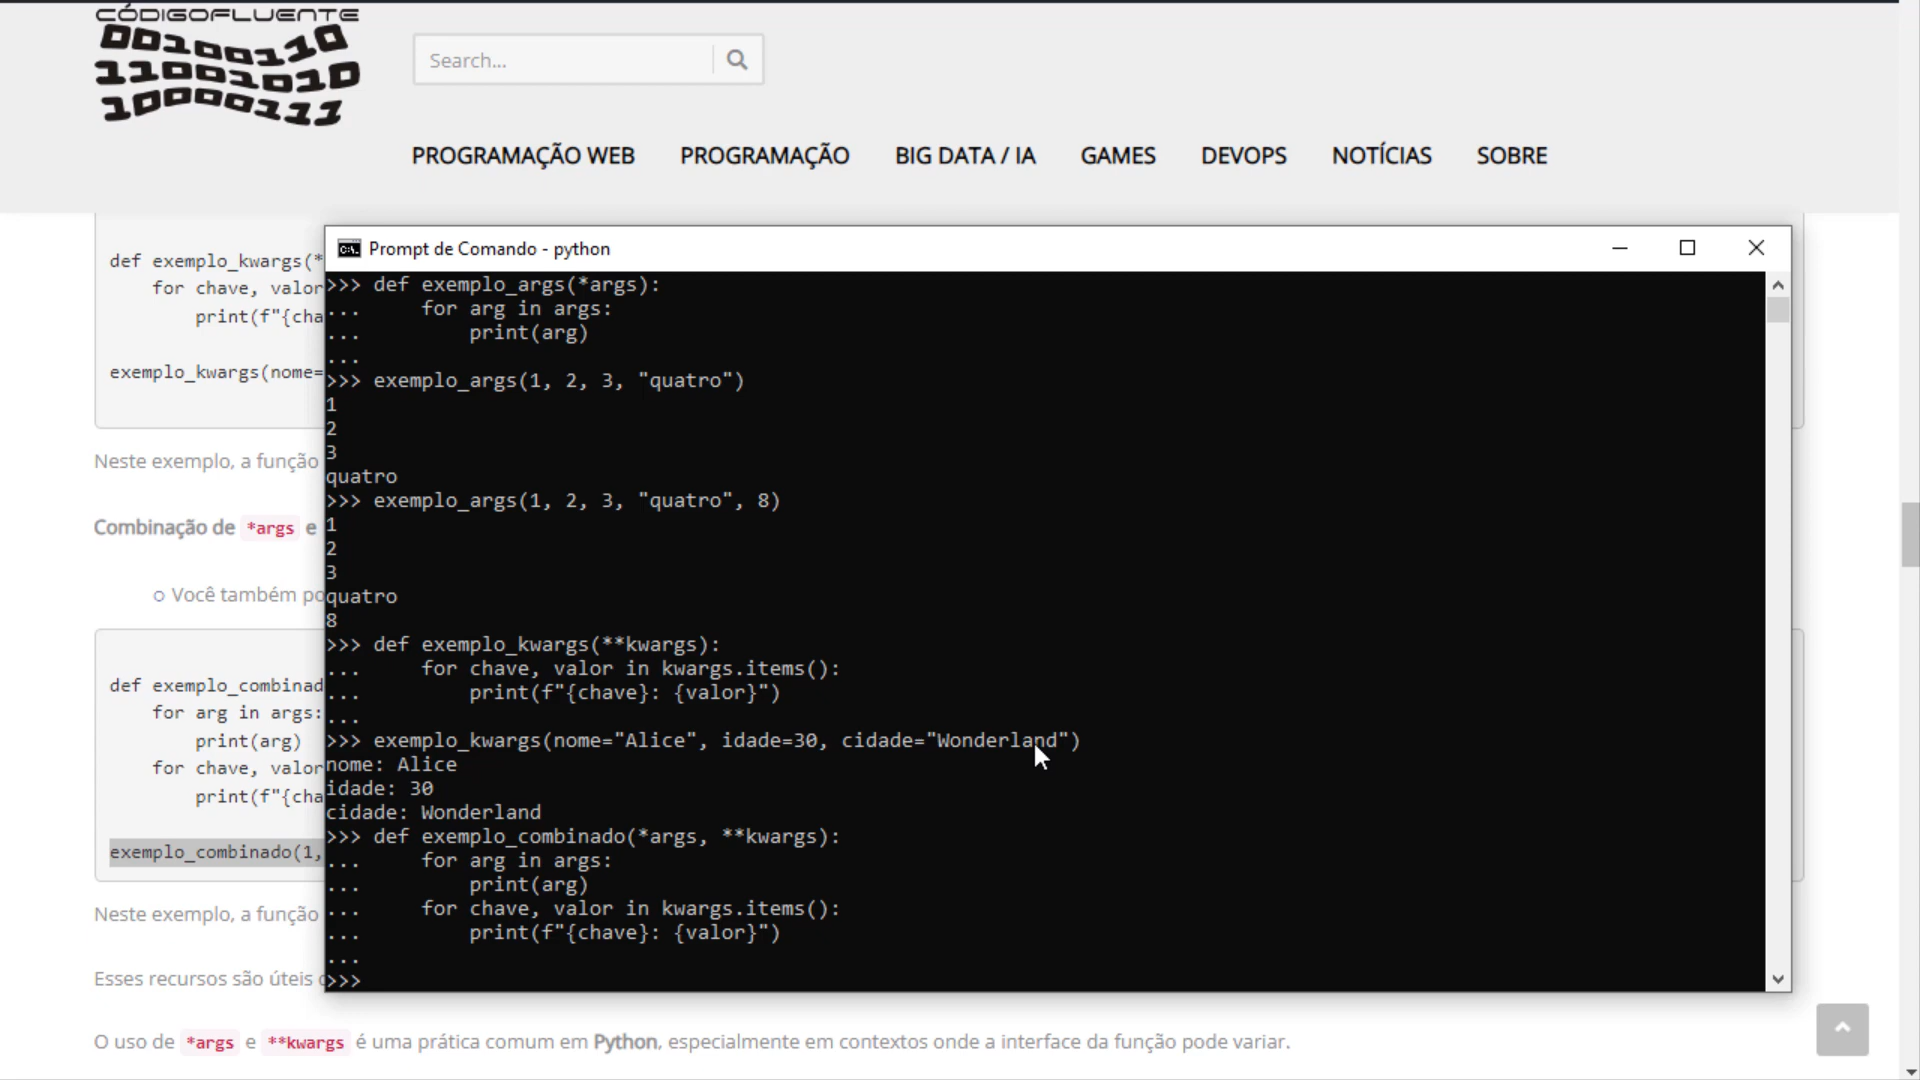 CÓDIGOFLUENTE
00100110
11001010
10000111
Search...
PROGRAMAÇÃO WEB PROGRAMAÇÃO BIG DATA / IA GAMES DEVOPS NOTÍCIAS SOBRE
def exemplo_kwargs(*
for chave, valor
print(f"{cha
exemplo_kwargs(nome=
Neste exemplo, a função
Combinação de *args e
Você também po
def exemplo_combinad
for arg in args:
print(arg)
for chave, valor
print(f"{cha
exemplo_combinado(1,
Neste exemplo, a função
Esses recursos são úteis
O uso de *args e **kwargs é uma prática comum em Python, especialmente em contextos onde a interface da função pode variar.
Prompt de Comando - python
>>> def exemplo_args(*args):
...     for arg in args:
...         print(arg)
...
>>> exemplo_args(1, 2, 3, "quatro")
1
2
3
quatro
>>> exemplo_args(1, 2, 3, "quatro", 8)
1
2
3
quatro
8
>>> def exemplo_kwargs(**kwargs):
...     for chave, valor in kwargs.items():
...         print(f"{chave}: {valor}")
...
>>> exemplo_kwargs(nome="Alice", idade=30, cidade="Wonderland")
nome: Alice
idade: 30
cidade: Wonderland
>>> def exemplo_combinado(*args, **kwargs):
...     for arg in args:
...         print(arg)
...     for chave, valor in kwargs.items():
...         print(f"{chave}: {valor}")
...
>>>